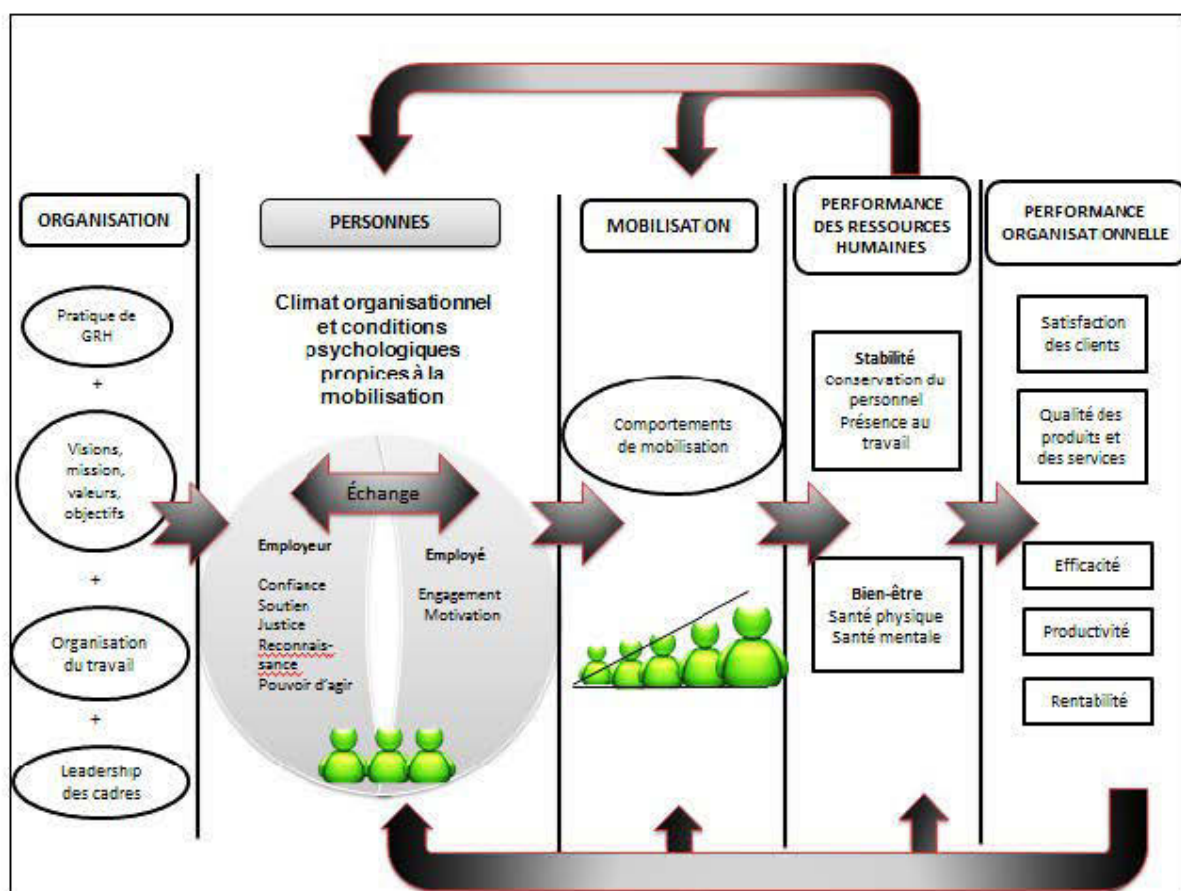 ORGANISATION
Pratique de
GRH
+
Visions,
mission,
valeurs,
objectifs
+
Organisation
du travail
+
Leadership
des cadres
PERSONNES
Climat organisationnel
et conditions
psychologiques
propices à la
mobilisation
Échange
Employeur
Confiance
Soutien
Justice
Reconnais-
sance
Pouvoir d'agir
Employé
Engagement
Motivation
MOBILISATION
Comportements
de mobilisation
PERFORMANCE
DES RESSOURCES
HUMAINES
Stabilité
Conservation du
personnel
Présence au
travail
Bien-être
Santé physique
Santé mentale
PERFORMANCE
ORGANISATIONNELLE
Satisfaction
des clients
Qualité des
produits et
des services
Efficacité
Productivité
Rentabilité